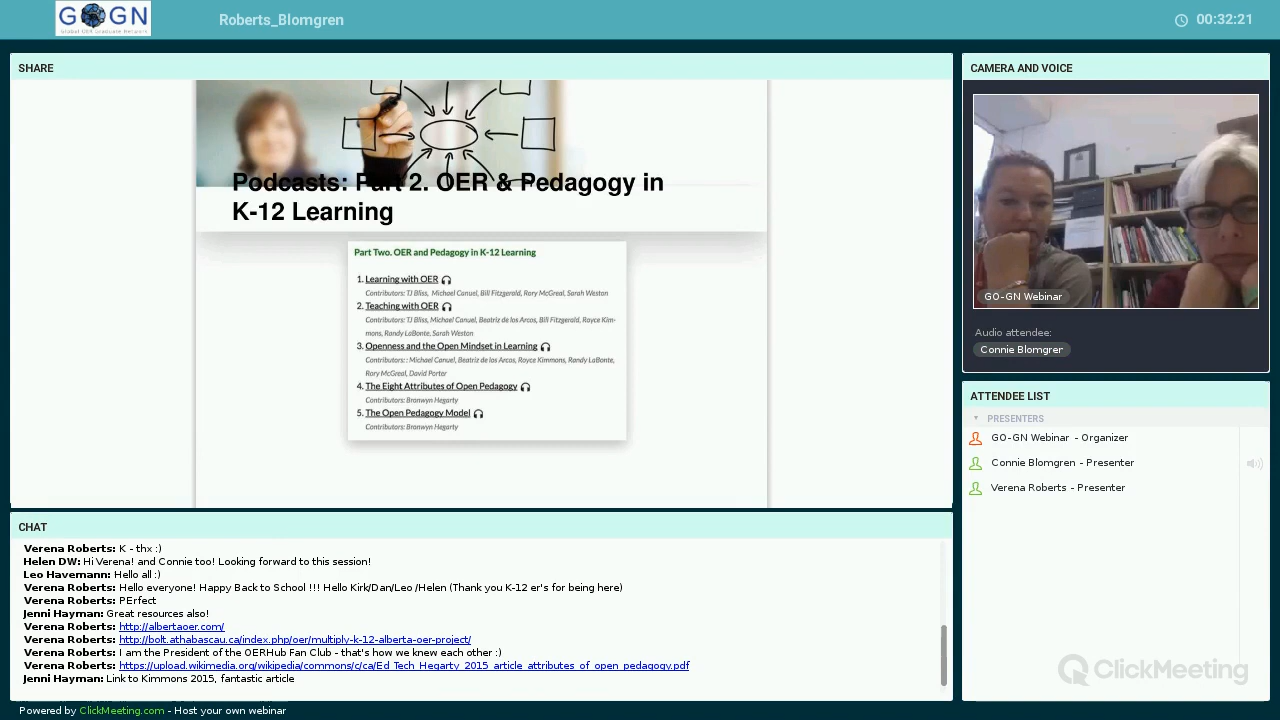 GOGN
Global OER Graduate Network
Roberts_Blomgren
00:32:21
SHARE
Podcasts: Part 2. OER & Pedagogy in
K-12 Learning
Part Two. OER and Pedagogy in K-12 Learning
1. Learning with OER
Contributors: TJ Bliss, Michael Canuel, Bill Fitzgerald, Rory McGreal, Sarah Weston
2. Teaching with OER
Contributors: TJ Bliss, Michael Canuel, Beatriz de los Arcos, Bill Fitzgerald, Royce Kim-
mons, Randy LaBonte, Sarah Weston
3. Openness and the Open Mindset in Learning
Contributors: : Michael Canuel, Beatriz de los Arcos, Royce Kimmons, Randy LaBonte,
Rory McGreal, David Porter
4. The Eight Attributes of Open Pedagogy
Contributors: Bronwyn Hegarty
5. The Open Pedagogy Model
Contributors: Bronwyn Hegarty
CAMERA AND VOICE
GO-GN Webinar
Audio attendee:
Connie Blomgren
ATTENDEE LIST
PRESENTERS
GO-GN Webinar - Organizer
Connie Blomgren - Presenter
Verena Roberts - Presenter
ClickMeeting
CHAT
Verena Roberts: K - thx :)
Helen DW: Hi Verena! and Connie too! Looking forward to this session!
Leo Havemann: Hello all :)
Verena Roberts: Hello everyone! Happy Back to School !!! Hello Kirk/Dan/Leo /Helen (Thank you K-12 er's for being here)
Verena Roberts: PErfect
Jenni Hayman: Great resources also!
Verena Roberts: http://albertaoer.com/
Verena Roberts: http://bolt.athabascau.ca/index.php/oer/multiply-k-12-alberta-oer-project/
Verena Roberts: I am the President of the OERHub Fan Club - that's how we knew each other :)
Verena Roberts: https://upload.wikimedia.org/wikipedia/commons/c/ca/Ed_Tech_Hegarty_2015_article_attributes_of_open_pedagogy.pdf
Jenni Hayman: Link to Kimmons 2015, fantastic article
Powered by ClickMeeting.com - Host your own webinar